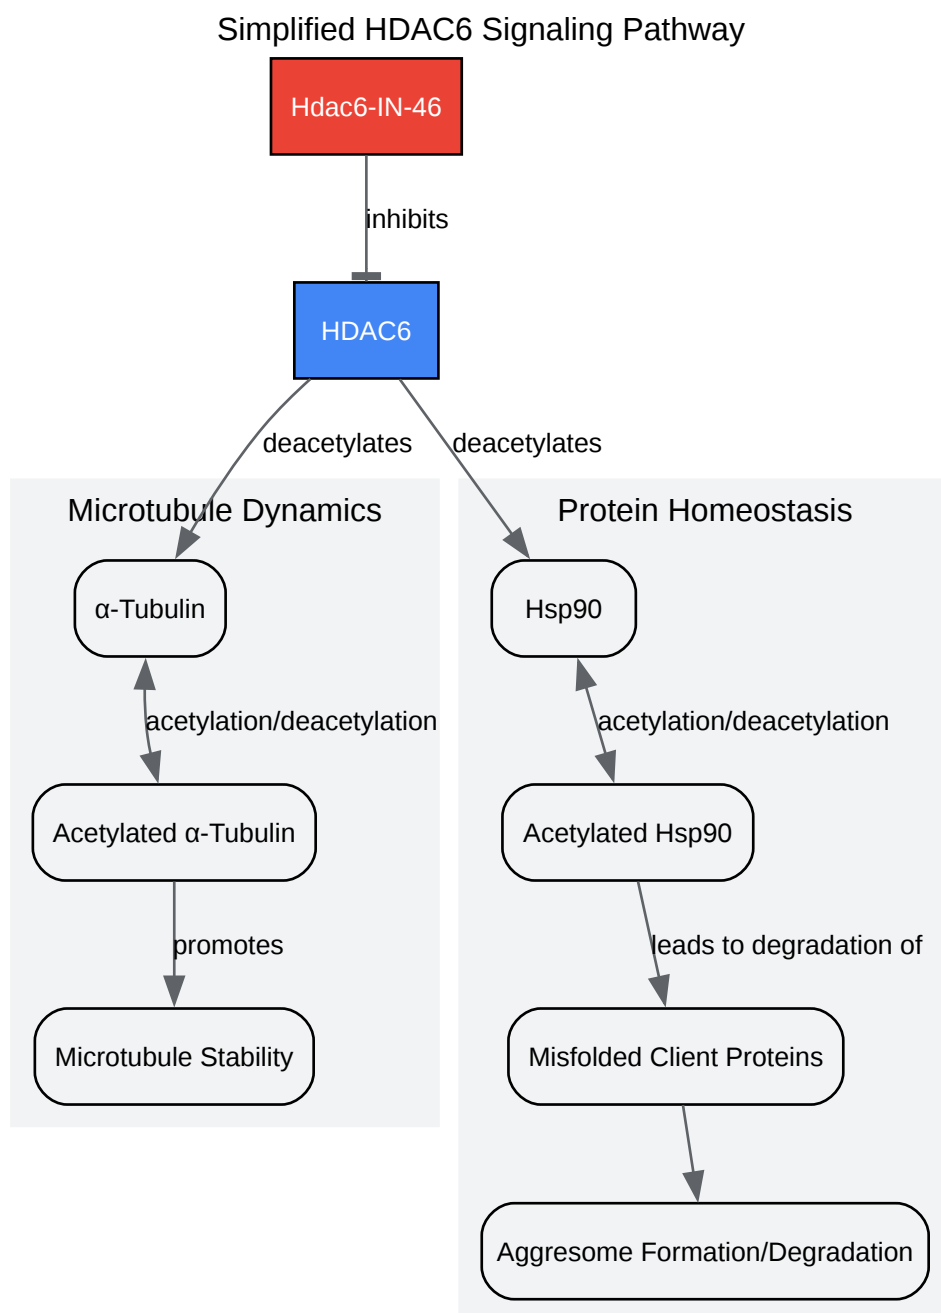 Simplified HDAC6 Signaling Pathway
Hdac6-IN-46
inhibits
HDAC6
deacetylates
deacetylates
Microtubule Dynamics
Protein Homeostasis
α-Tubulin
Hsp90
acetylation/deacetylation
acetylation/deacetylation
Acetylated α-Tubulin
Acetylated Hsp90
promotes
leads to degradation of
Microtubule Stability
Misfolded Client Proteins
Aggresome Formation/Degradation